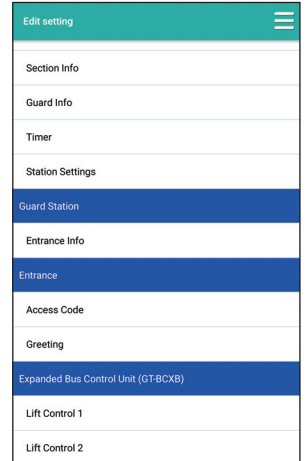 Edit setting
Section Info
Guard Info
Timer
Station Settings
Guard Station
Entrance Info
Entrance
Access Code
Greeting
Expanded Bus Control Unit (GT-BCXB)
Lift Control 1
Lift Control 2